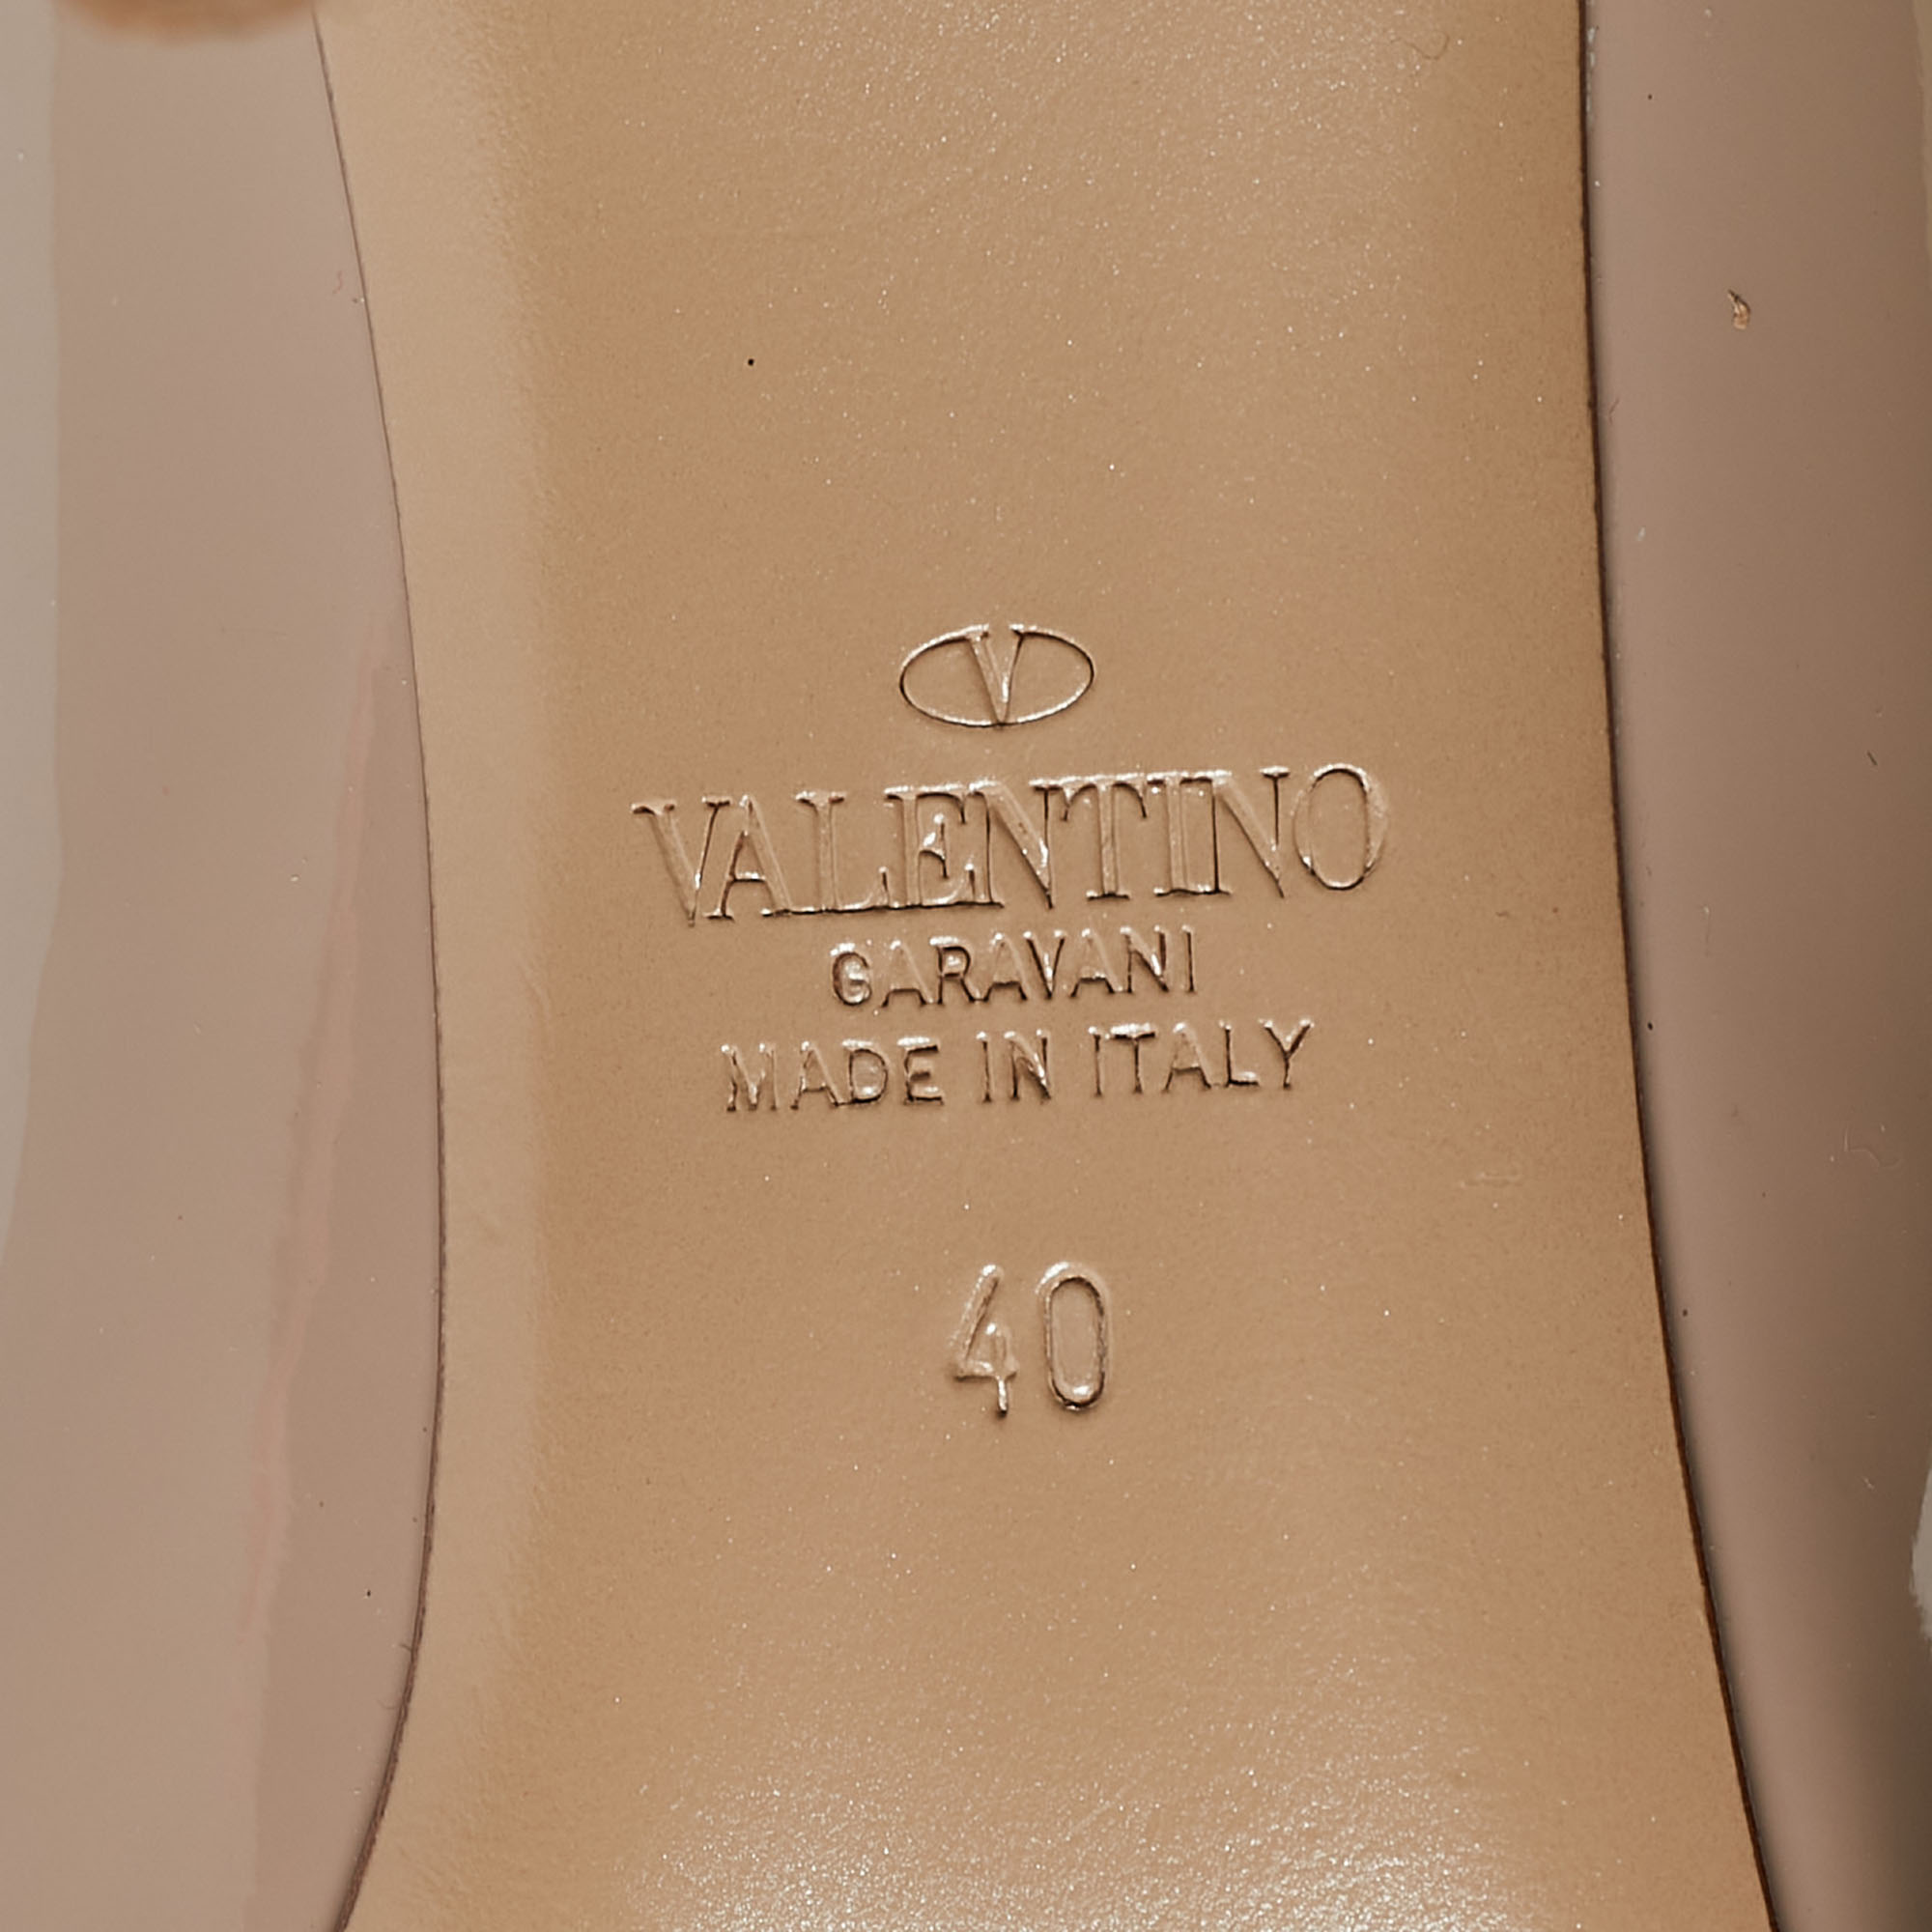 V
VALENTINO
GARAVANI
MADE IN ITALY
40